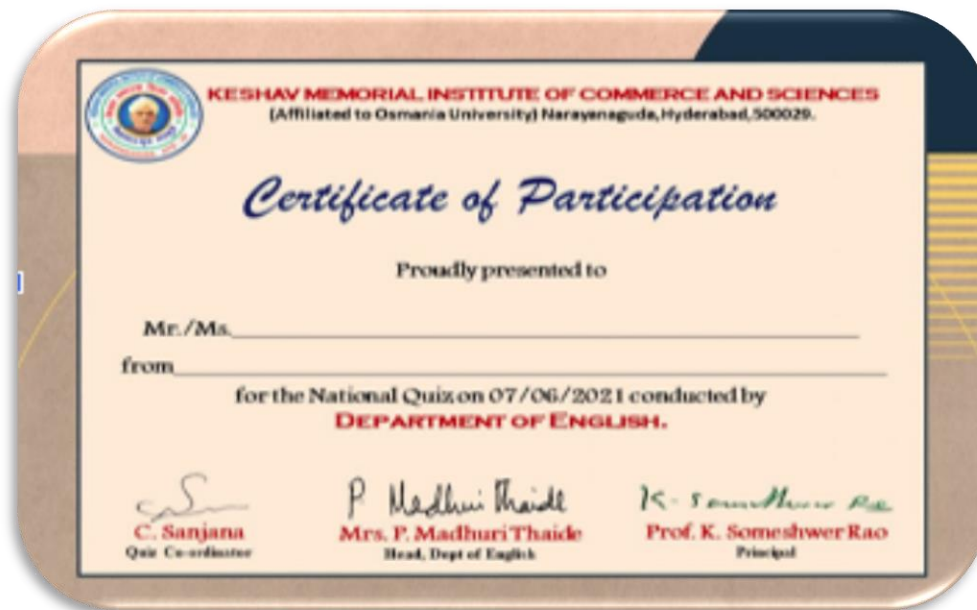 KESHAV MEMORIAL INSTITUTE OF COMMERCE AND SCIENCES
(Affiliated to Osmania University) Narayanaguda,Hyderabad,500029.
Certificate of Participation
Proudly presented to
Mr./Ms.
from
for the National Quiz on 07/06/2021 conducted by
DEPARTMENT OF ENGLISH.
P Madhuri Thaide
C. Sanjana
Mrs. P. Madhuri Thaide
Prof. K. Someshwer Rao
Quiz Co-ordinator
Head, Dept of English
Principal